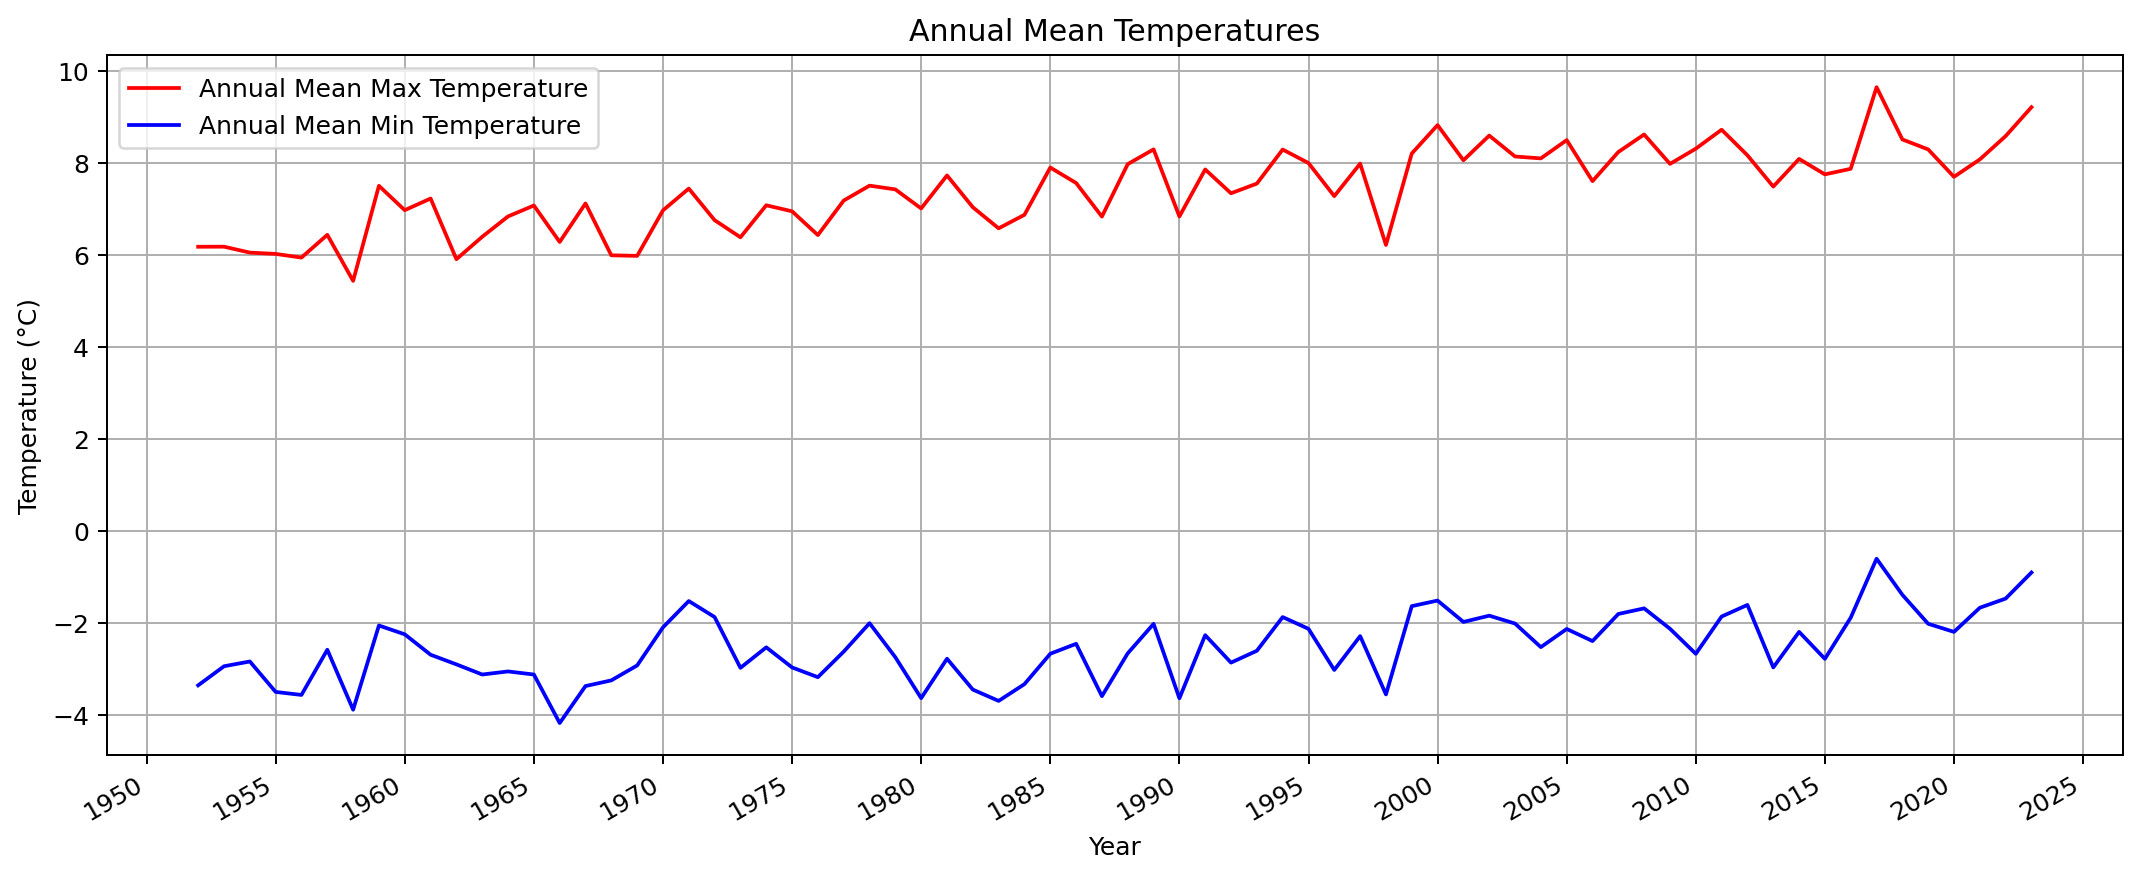 Annual Mean Temperatures
Annual Mean Max Temperature
Annual Mean Min Temperature
Temperature (°C)
10
8
6
4
2
0
−2
−4
1950 1955 1960 1965 1970 1975 1980 1985 1990 1995 2000 2005 2010 2015 2020 2025
Year